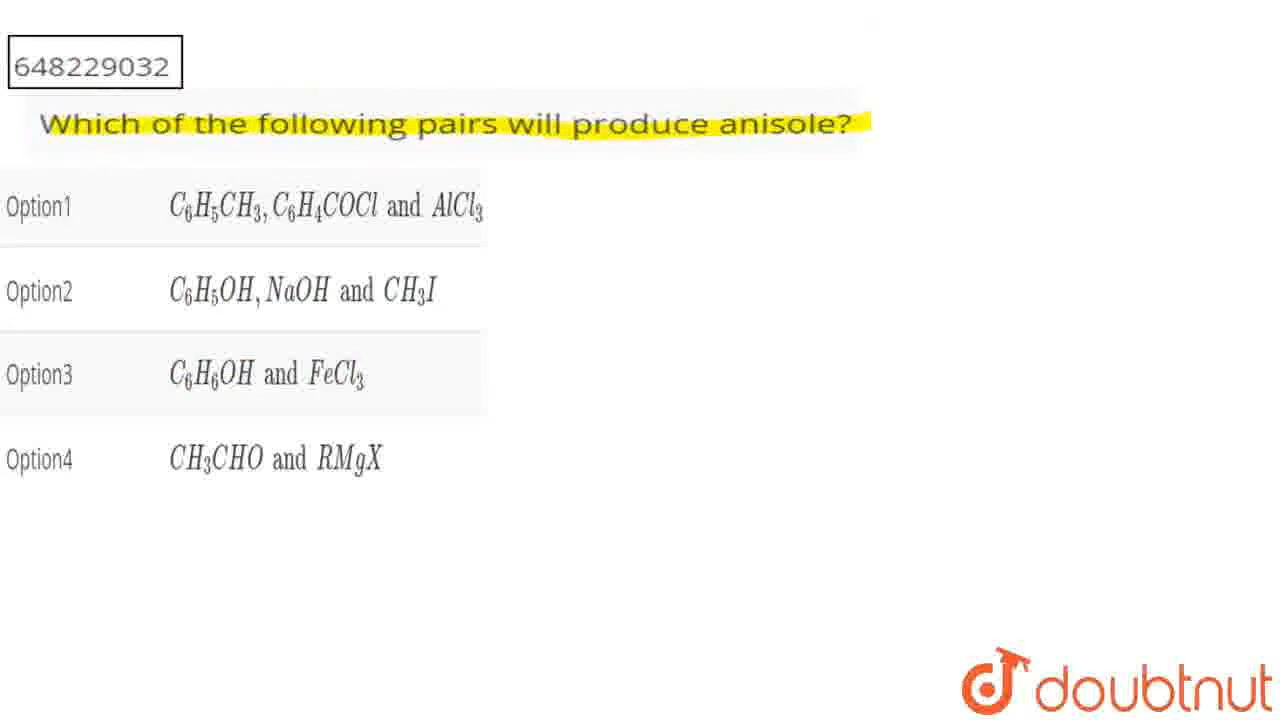 648229032
Which of the following pairs will produce anisole?
Option1 C₆H₅CH₃, C₆H₄COCl and AlCl₃
Option2 C₆H₅OH, NaOH and CH₃I
Option3 C₆H₆OH and FeCl₃
Option4 CH₃CHO and RMgX
doubtnut